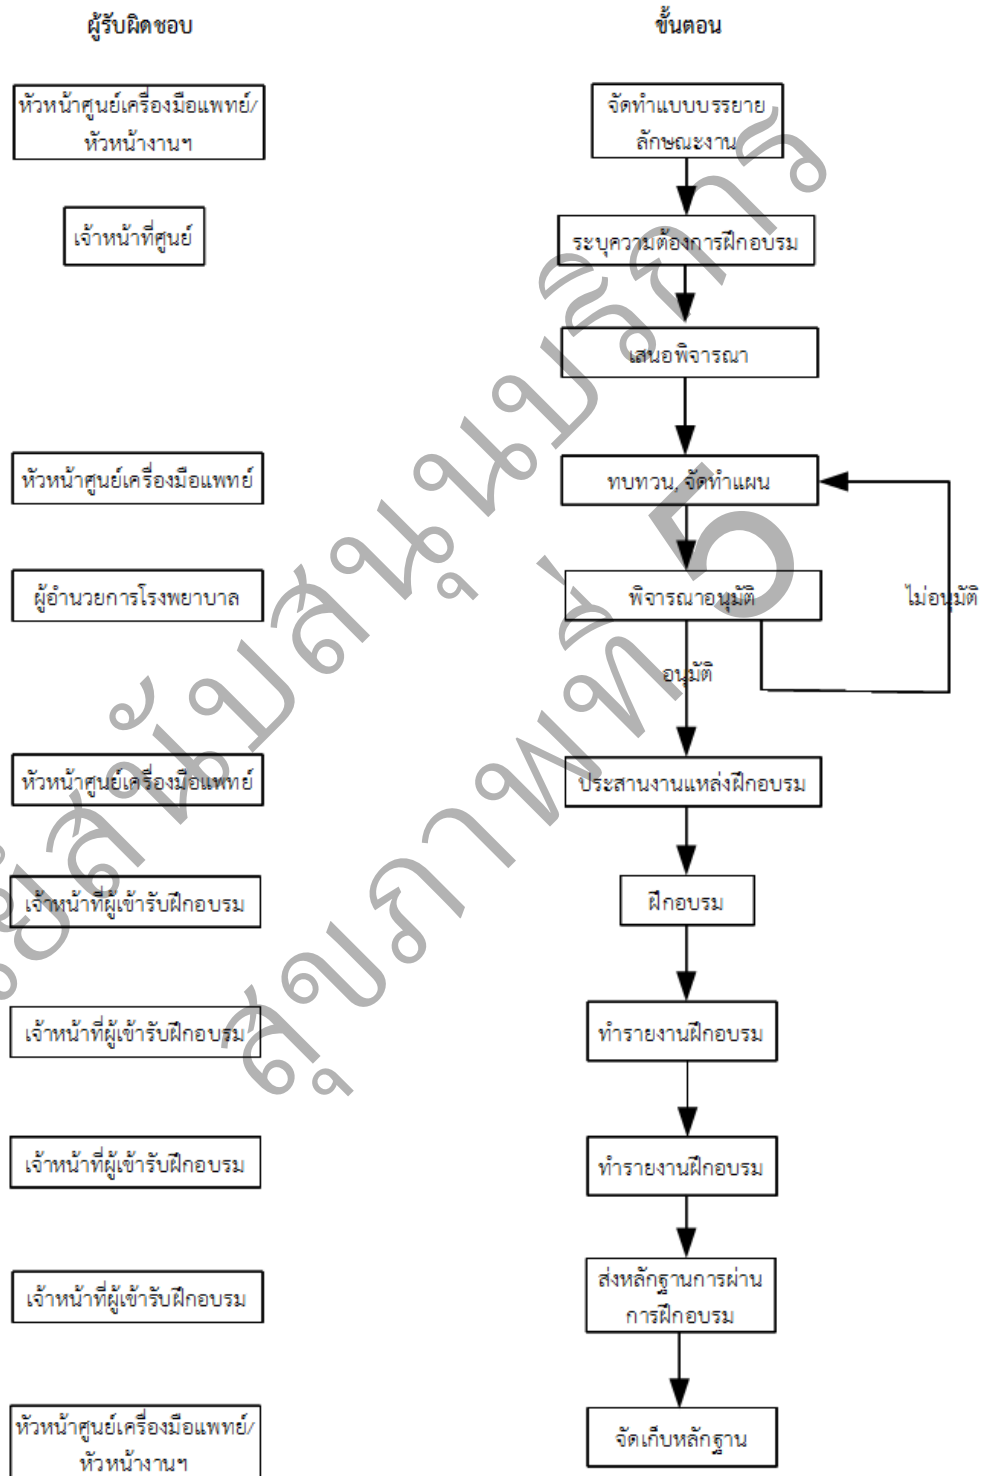 ผู้รับผิดชอบ
ขั้นตอน
หัวหน้าศูนย์เครื่องมือแพทย์/
หัวหน้างานฯ
จัดทำแบบบรรยาย
ลักษณะงาน
เจ้าหน้าที่ศูนย์
ระบุความต้องการฝึกอบรม
เสนอพิจารณา
หัวหน้าศูนย์เครื่องมือแพทย์
ทบทวน, จัดทำแผน
ผู้อำนวยการโรงพยาบาล
พิจารณาอนุมัติ
ไม่อนุมัติ
อนุมัติ
หัวหน้าศูนย์เครื่องมือแพทย์
ประสานงานแหล่งฝึกอบรม
เจ้าหน้าที่ผู้เข้ารับฝึกอบรม
ฝึกอบรม
เจ้าหน้าที่ผู้เข้ารับฝึกอบรม
ทำรายงานฝึกอบรม
เจ้าหน้าที่ผู้เข้ารับฝึกอบรม
ทำรายงานฝึกอบรม
เจ้าหน้าที่ผู้เข้ารับฝึกอบรม
ส่งหลักฐานการผ่าน
การฝึกอบรม
หัวหน้าศูนย์เครื่องมือแพทย์/
หัวหน้างานฯ
จัดเก็บหลักฐาน
สนับสนุนบริการ
สุขภาพที่ 5